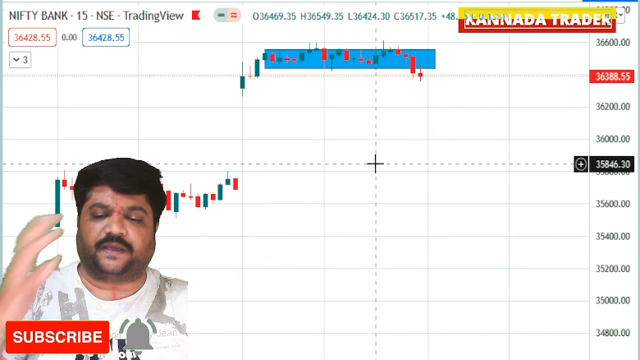 NIFTY BANK · 15 · NSE · TradingView
O36469.35 H36549.35 L36424.30 C36517.35
KANNADA TRADER
36428.55 0.00 36428.55
3
36600.00
36388.55
36200.00
36000.00
35846.30
35600.00
35400.00
35200.00
35000.00
34800.00
SUBSCRIBE